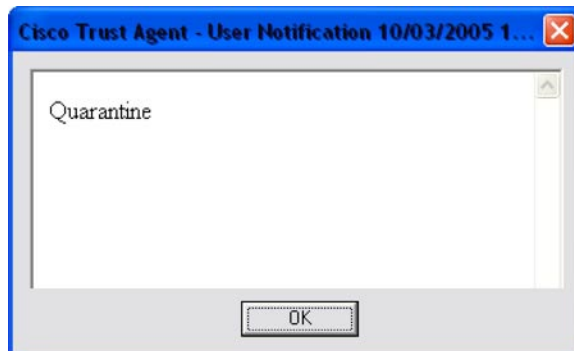 Cisco Trust Agent - User Notification 10/03/2005 1...
Quarantine
OK